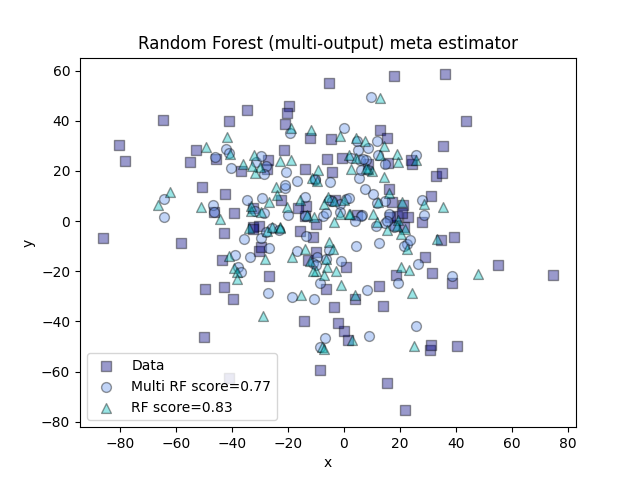 Random Forest (multi-output) meta estimator
60
40
20
0
−20
−40
−60
−80
y
Data
Multi RF score=0.77
RF score=0.83
−80 −60 −40 −20 0 20 40 60 80
x